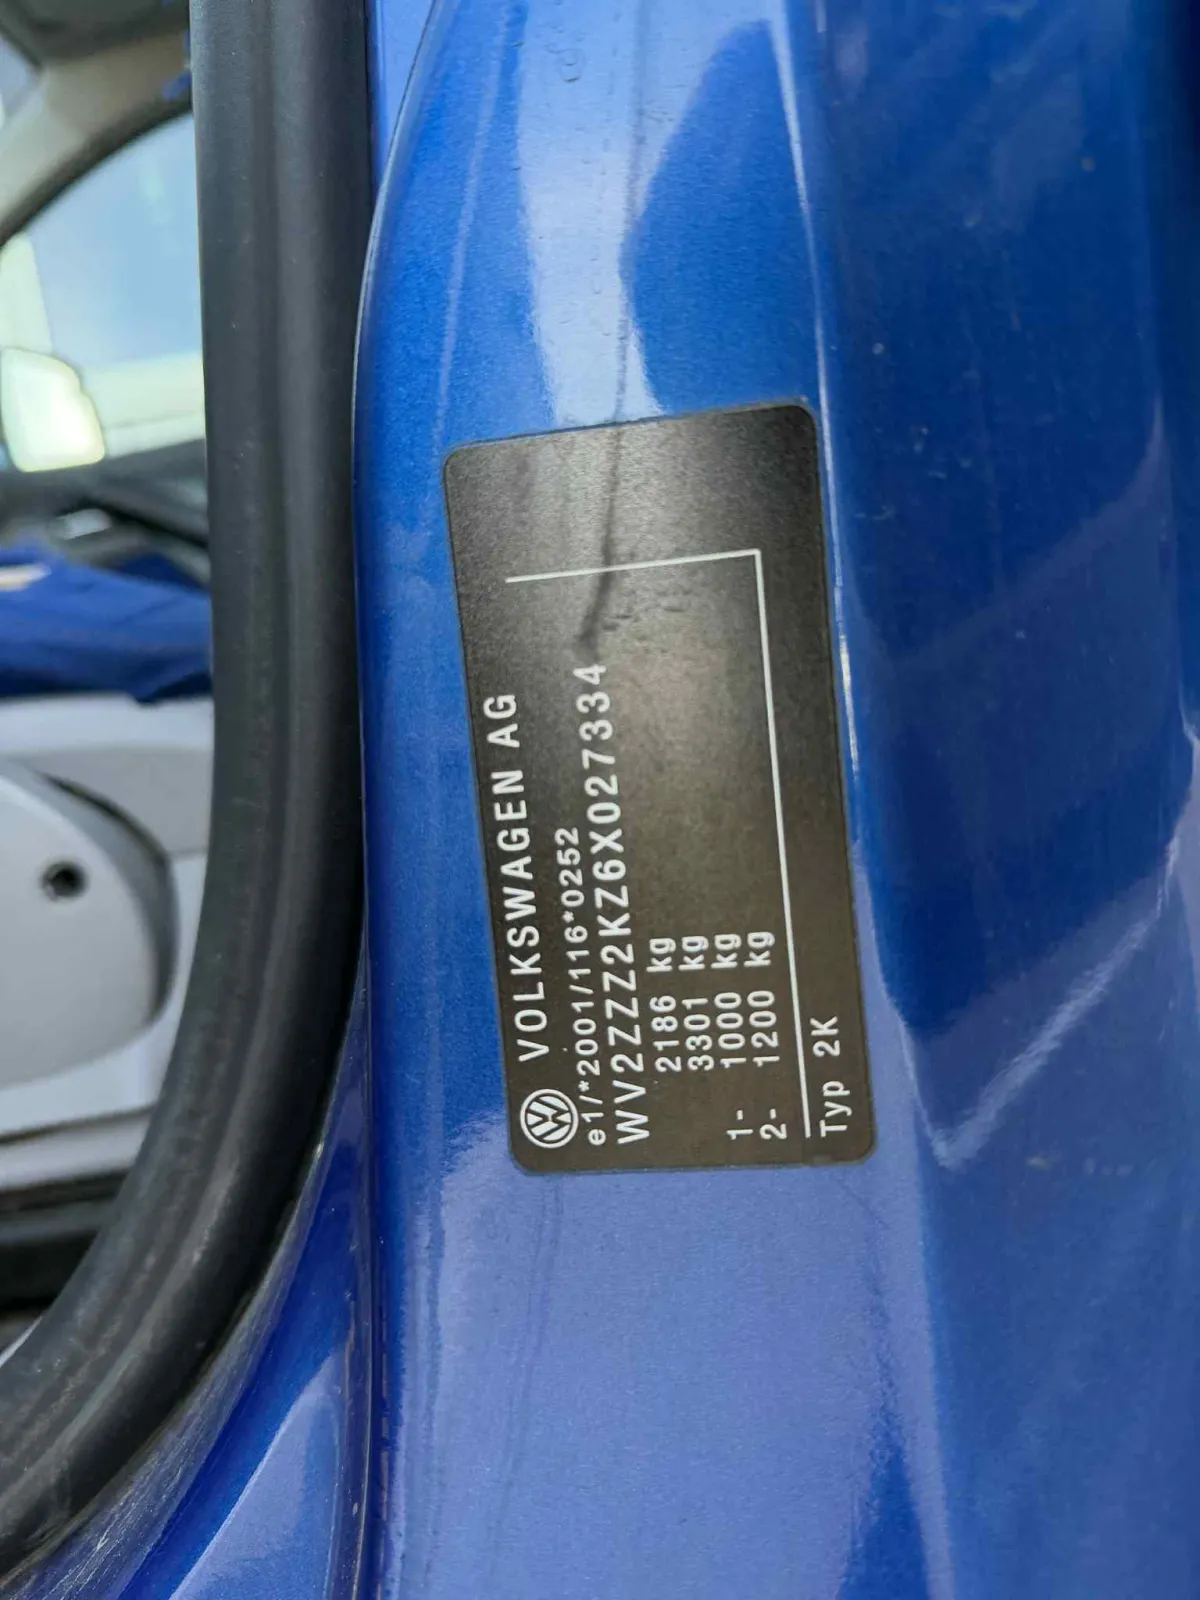 VOLKSWAGEN AG
e1/*2001/116*0252
WV2ZZZ2KZ6X027334
2186 kg
3301 kg
1- 1000 kg
2- 1200 kg
Typ 2K